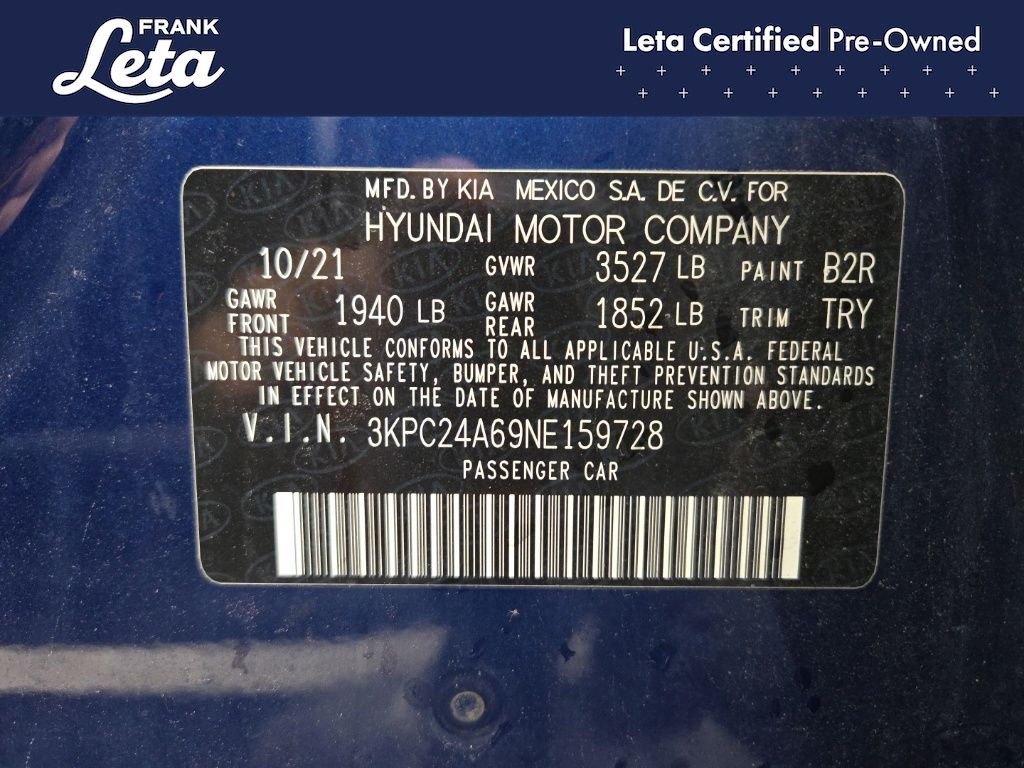 FRANK
Leta
Leta Certified Pre-Owned
MFD. BY KIA MEXICO S.A. DE C.V. FOR
HYUNDAI MOTOR COMPANY
10/21 GVWR 3527 LB PAINT B2R
GAWR FRONT 1940 LB GAWR REAR 1852 LB TRIM TRY
THIS VEHICLE CONFORMS TO ALL APPLICABLE U.S.A. FEDERAL
MOTOR VEHICLE SAFETY, BUMPER, AND THEFT PREVENTION STANDARDS
IN EFFECT ON THE DATE OF MANUFACTURE SHOWN ABOVE.
V.I.N. 3KPC24A69NE159728
PASSENGER CAR